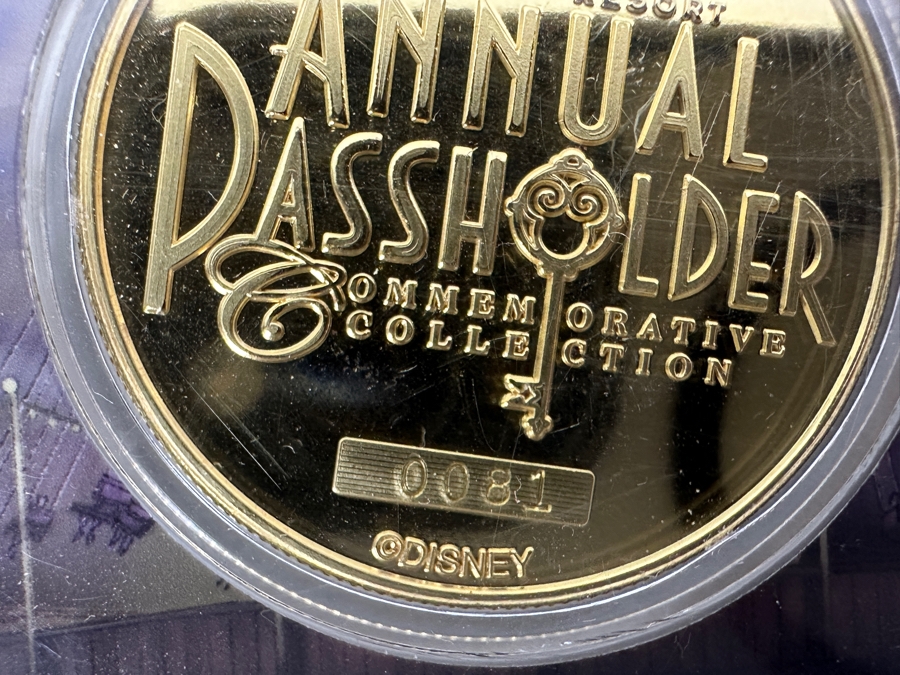 RESORT
ANNUAL
PASSHOLDER
COMMEMORATIVE
COLLECTION
0081
©DISNEY